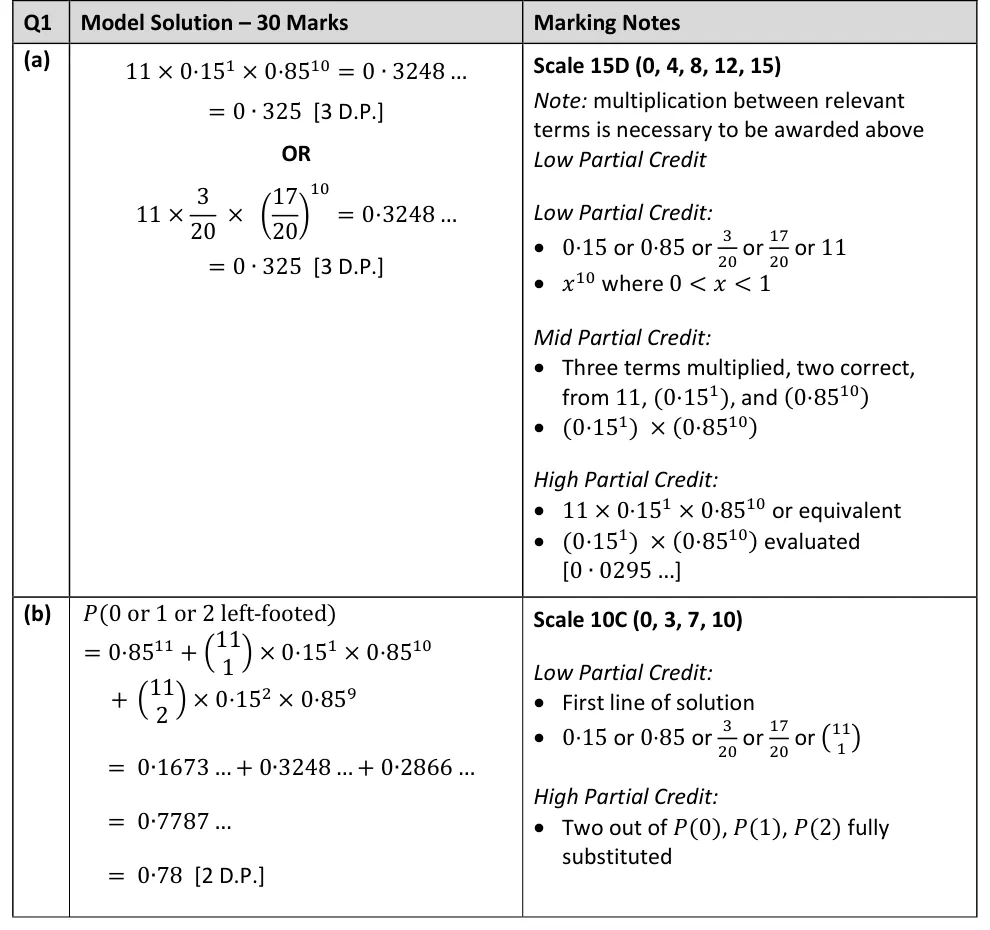 Q1 Model Solution – 30 Marks Marking Notes
(a)
11 × 0·15¹ × 0·85¹⁰ = 0 · 3248 ...
= 0 · 325 [3 D.P.]
OR
11 × 3/20 × (17/20)¹⁰ = 0·3248 ...
= 0 · 325 [3 D.P.]
Scale 15D (0, 4, 8, 12, 15)
Note: multiplication between relevant
terms is necessary to be awarded above
Low Partial Credit
Low Partial Credit:
• 0·15 or 0·85 or 3/20 or 17/20 or 11
• x¹⁰ where 0 < x < 1
Mid Partial Credit:
• Three terms multiplied, two correct,
from 11, (0·15¹), and (0·85¹⁰)
• (0·15¹) × (0·85¹⁰)
High Partial Credit:
• 11 × 0·15¹ × 0·85¹⁰ or equivalent
• (0·15¹) × (0·85¹⁰) evaluated
[0 · 0295 ...]
(b)
P(0 or 1 or 2 left-footed)
= 0·85¹¹ + (11 1) × 0·15¹ × 0·85¹⁰
+ (11 2) × 0·15² × 0·85⁹
= 0·1673 ... + 0·3248 ... + 0·2866 ...
= 0·7787 ...
= 0·78 [2 D.P.]
Scale 10C (0, 3, 7, 10)
Low Partial Credit:
• First line of solution
• 0·15 or 0·85 or 3/20 or 17/20 or (11 1)
High Partial Credit:
• Two out of P(0), P(1), P(2) fully
substituted